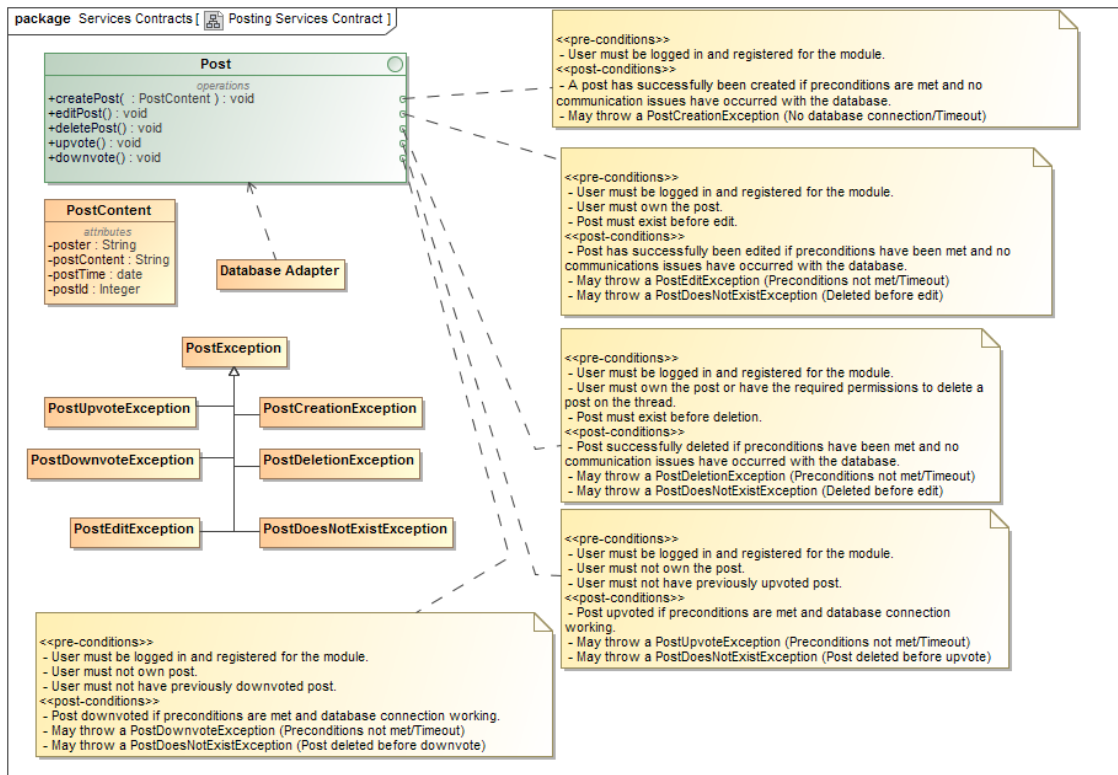 package Services Contracts [ Posting Services Contract ]
Post
operations
+createPost( : PostContent ) : void
+editPost() : void
+deletePost() : void
+upvote() : void
+downvote() : void
PostContent
attributes
-poster : String
-postContent : String
-postTime : date
-postId : Integer
Database Adapter
PostException
PostUpvoteException
PostCreationException
PostDownvoteException
PostDeletionException
PostEditException
PostDoesNotExistException
<<pre-conditions>>
- User must be logged in and registered for the module.
<<post-conditions>>
- A post has successfully been created if preconditions are met and no
communication issues have occurred with the database.
- May throw a PostCreationException (No database connection/Timeout)
<<pre-conditions>>
- User must be logged in and registered for the module.
- User must own the post.
- Post must exist before edit.
<<post-conditions>>
- Post has successfully been edited if preconditions have been met and no
communications issues have occurred with the database.
- May throw a PostEditException (Preconditions not met/Timeout)
- May throw a PostDoesNotExistException (Deleted before edit)
<<pre-conditions>>
- User must be logged in and registered for the module.
- User must own the post or have the required permissions to delete a
post on the thread.
- Post must exist before deletion.
<<post-conditions>>
- Post successfully deleted if preconditions have been met and no
communication issues have occurred with the database.
- May throw a PostDeletionException (Preconditions not met/Timeout)
- May throw a PostDoesNotExistException (Deleted before edit)
<<pre-conditions>>
- User must be logged in and registered for the module.
- User must not own the post.
- User must not have previously upvoted post.
<<post-conditions>>
- Post upvoted if preconditions are met and database connection
working.
- May throw a PostUpvoteException (Preconditions not met/Timeout)
- May throw a PostDoesNotExistException (Post deleted before upvote)
<<pre-conditions>>
- User must be logged in and registered for the module.
- User must not own post.
- User must not have previously downvoted post.
<<post-conditions>>
- Post downvoted if preconditions are met and database connection working.
- May throw a PostDownvoteException (Preconditions not met/Timeout)
- May throw a PostDoesNotExistException (Post deleted before downvote)